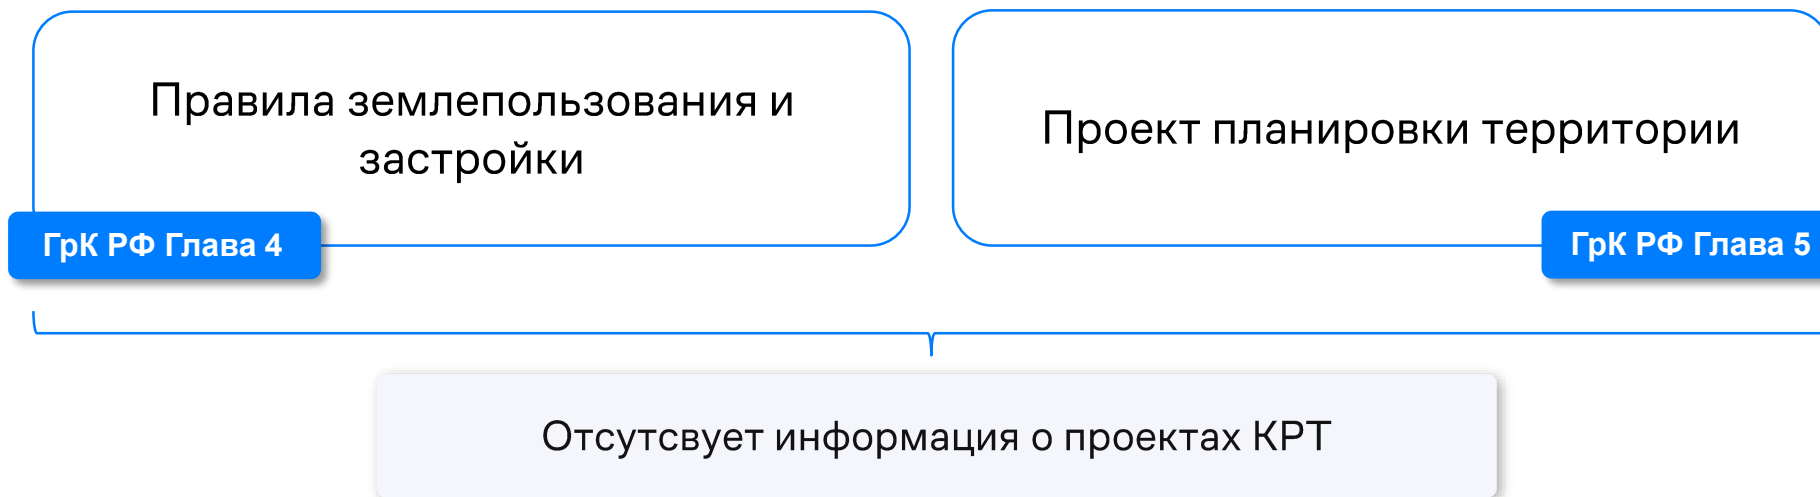 Правила землепользования и
застройки
ГрК РФ Глава 4
Проект планировки территории
ГрК РФ Глава 5
Отсутсвует информация о проектах КРТ